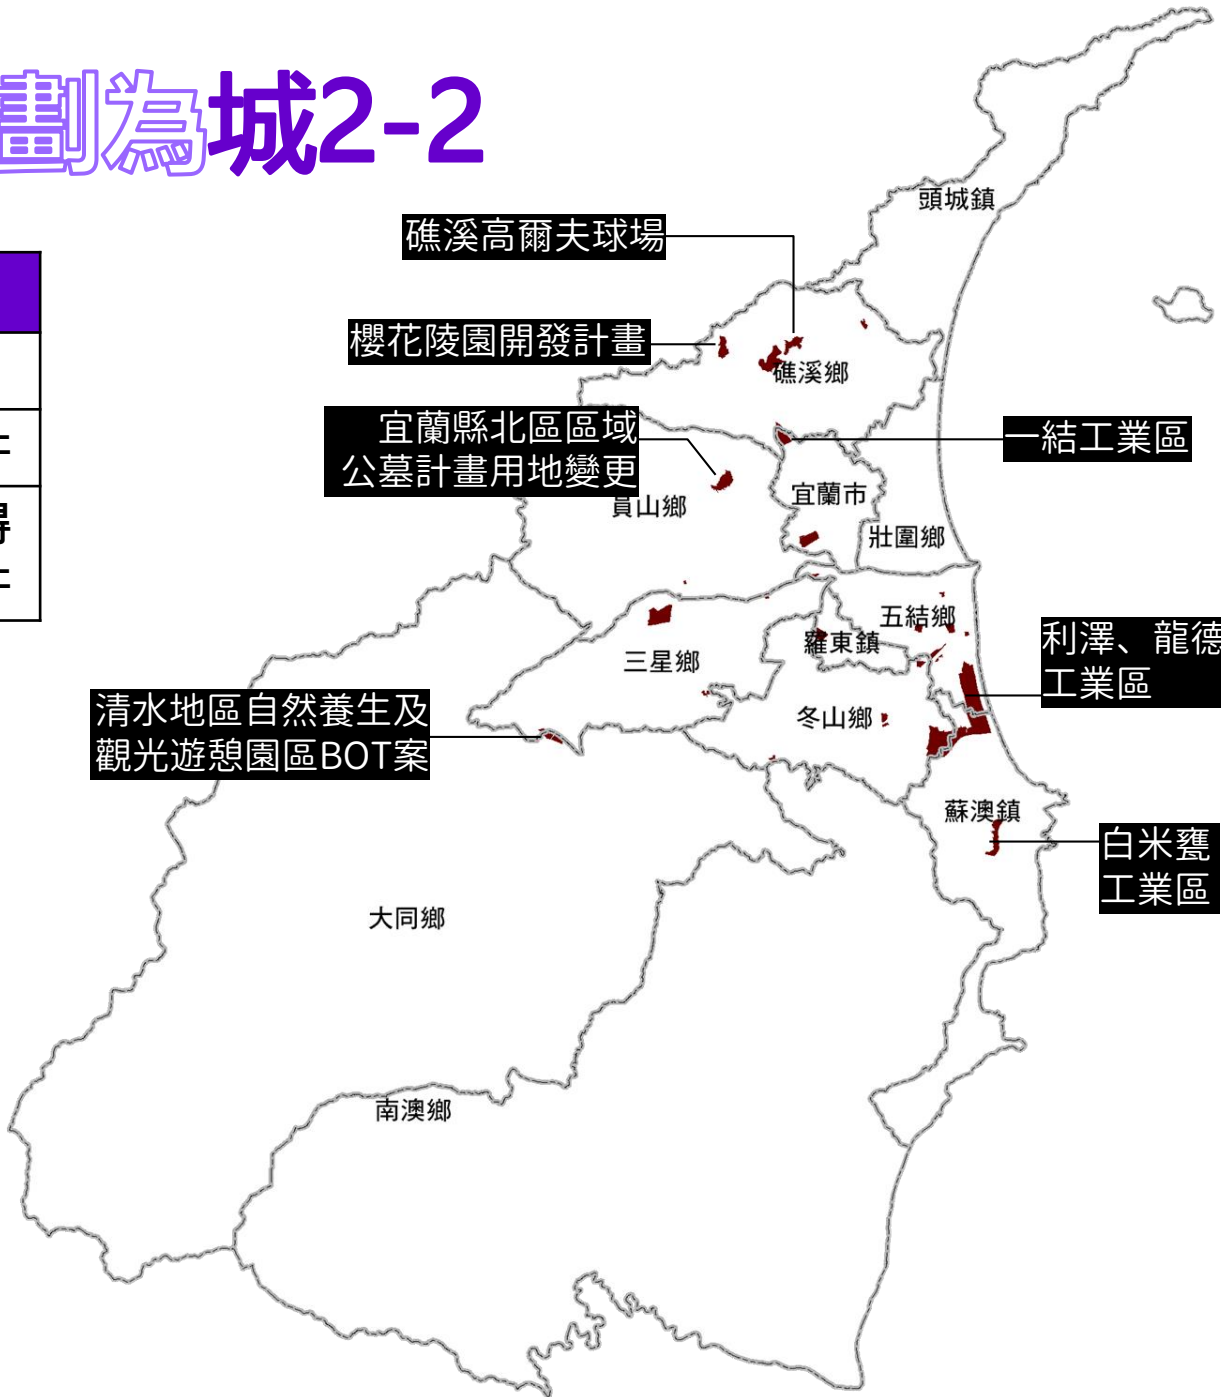 劃為城2-2
頭城鎮
礁溪高爾夫球場
櫻花陵園開發計畫
礁溪鄉
宜蘭縣北區區域
公墓計畫用地變更
一結工業區
員山鄉
宜蘭市
壯圍鄉
五結鄉
羅東鎮
利澤、龍德
工業區
三星鄉
清水地區自然養生及
觀光遊憩園區BOT案
冬山鄉
蘇澳鎮
白米甕
工業區
大同鄉
南澳鄉